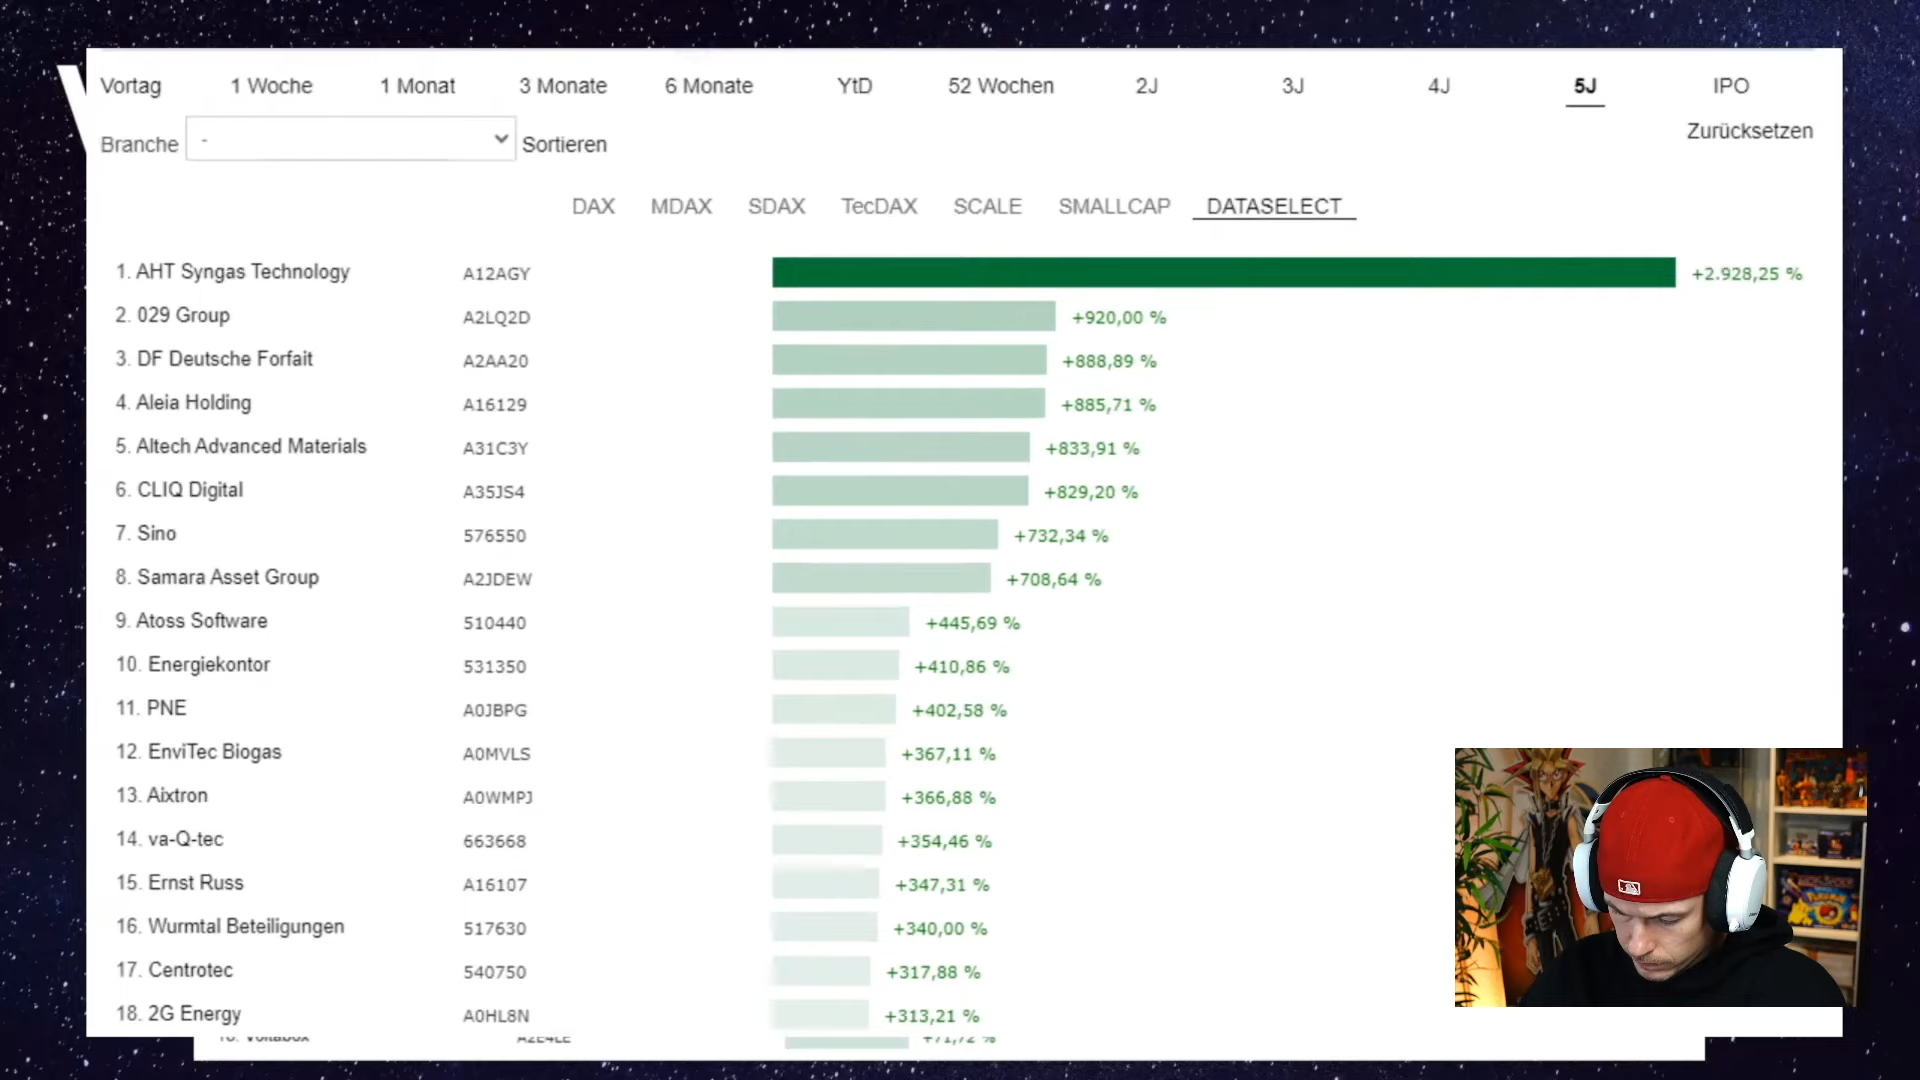 Vortag 1 Woche 1 Monat 3 Monate 6 Monate YtD 52 Wochen 2J 3J 4J 5J IPO
Branche - Sortieren Zurücksetzen
DAX MDAX SDAX TecDAX SCALE SMALLCAP DATASELECT
1. AHT Syngas Technology A12AGY +2.928,25 %
2. 029 Group A2LQ2D +920,00 %
3. DF Deutsche Forfait A2AA20 +888,89 %
4. Aleia Holding A16129 +885,71 %
5. Altech Advanced Materials A31C3Y +833,91 %
6. CLIQ Digital A35JS4 +829,20 %
7. Sino 576550 +732,34 %
8. Samara Asset Group A2JDEW +708,64 %
9. Atoss Software 510440 +445,69 %
10. Energiekontor 531350 +410,86 %
11. PNE A0JBPG +402,58 %
12. EnviTec Biogas A0MVLS +367,11 %
13. Aixtron A0WMPJ +366,88 %
14. va-Q-tec 663668 +354,46 %
15. Ernst Russ A16107 +347,31 %
16. Wurmtal Beteiligungen 517630 +340,00 %
17. Centrotec 540750 +317,88 %
18. 2G Energy A0HL8N +313,21 %